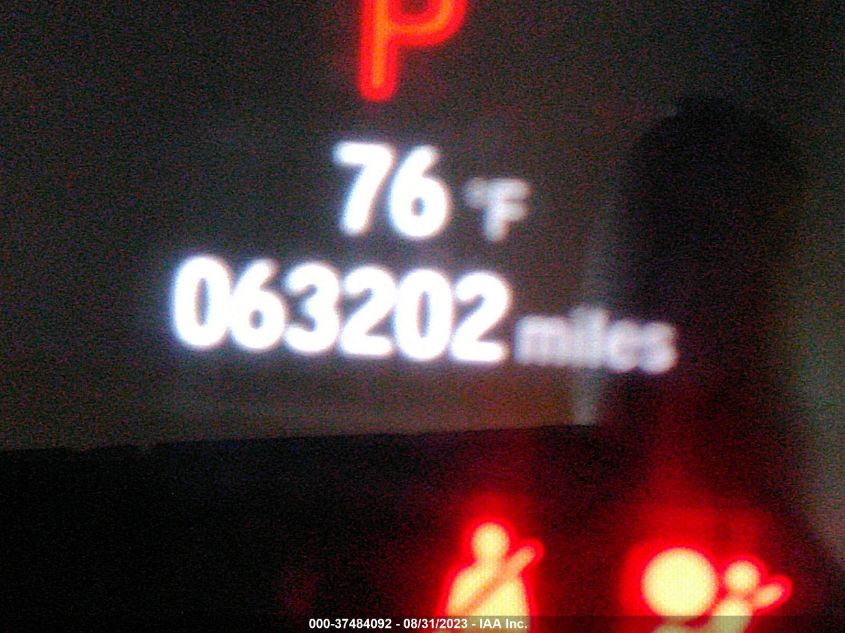 P
76 °F
063202 miles
000-37484092 - 08/31/2023 - IAA Inc.